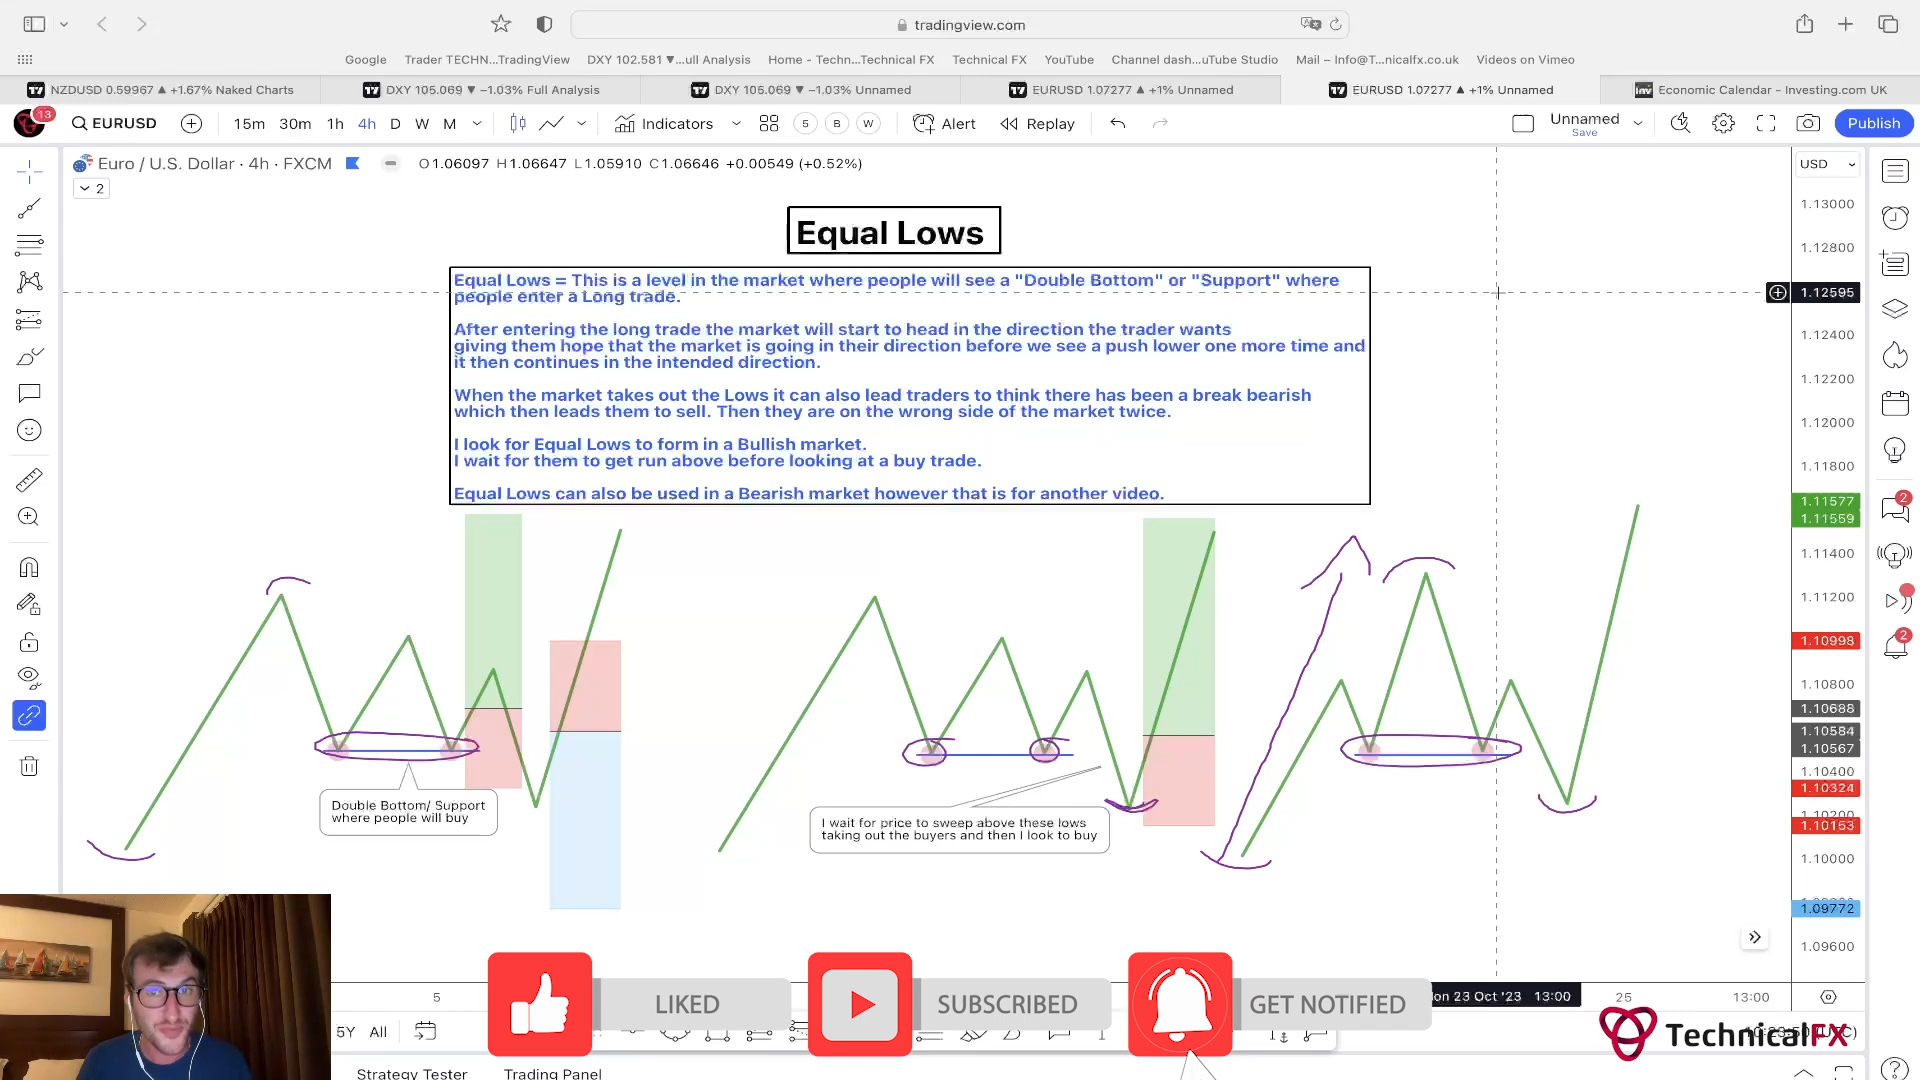 tradingview.com
Google Trader TECHN...TradingView DXY 102.581 ▼...ull Analysis Home - Techn...Technical FX Technical FX YouTube Channel dash...uTube Studio Mail – Info@T...nicalfx.co.uk Videos on Vimeo
NZDUSD 0.59967 ▲ +1.67% Naked Charts DXY 105.069 ▼ −1.03% Full Analysis DXY 105.069 ▼ −1.03% Unnamed EURUSD 1.07277 ▲ +1% Unnamed EURUSD 1.07277 ▲ +1% Unnamed Economic Calendar - Investing.com UK
13 EURUSD 15m 30m 1h 4h D W M Indicators S B W Alert Replay Unnamed Save Publish
Euro / U.S. Dollar · 4h · FXCM O1.06097 H1.06647 L1.05910 C1.06646 +0.00549 (+0.52%) USD
2
1.13000
Equal Lows
1.12800
Equal Lows = This is a level in the market where people will see a "Double Bottom" or "Support" where
people enter a Long trade.
1.12595
After entering the long trade the market will start to head in the direction the trader wants
1.12400
giving them hope that the market is going in their direction before we see a push lower one more time and
it then continues in the intended direction.
1.12200
When the market takes out the Lows it can also lead traders to think there has been a break bearish
which then leads them to sell. Then they are on the wrong side of the market twice.
1.12000
I look for Equal Lows to form in a Bullish market.
I wait for them to get run above before looking at a buy trade.
1.11800
Equal Lows can also be used in a Bearish market however that is for another video.
1.11577
2
1.11559
1.11400
1.11200
1.10998
2
1.10800
1.10688
1.10584
1.10567
1.10400
1.10324
Double Bottom/ Support
where people will buy
1.10200
I wait for price to sweep above these lows
taking out the buyers and then I look to buy
1.10153
1.10000
1.09772
1.09600
5 Mon 23 Oct '23 13:00 25 13:00
LIKED SUBSCRIBED GET NOTIFIED
5Y All
TechnicalFX
Strategy Tester Trading Panel